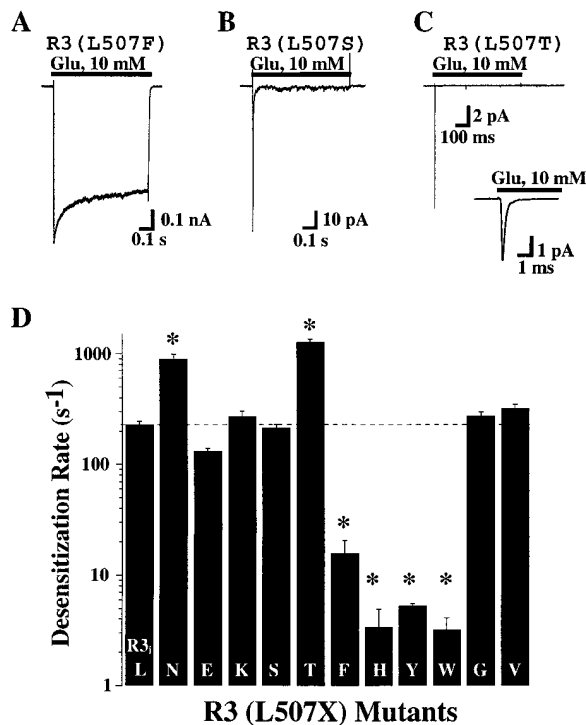 A
R3(L507F)
Glu, 10 mM
0.1 nA
0.1 s
B
R3(L507S)
Glu, 10 mM
10 pA
0.1 s
C
R3(L507T)
Glu, 10 mM
2 pA
100 ms
Glu, 10 mM
1 pA
1 ms
D
Desensitization Rate (s-1)
1000
100
10
1
* * * * * *
R3i
L N E K S T F H Y W G V
R3 (L507X) Mutants